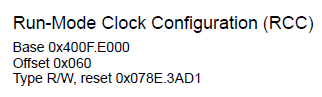 Run-Mode Clock Configuration (RCC)
Base 0x400F.E000
Offset 0x060
Type R/W, reset 0x078E.3AD1